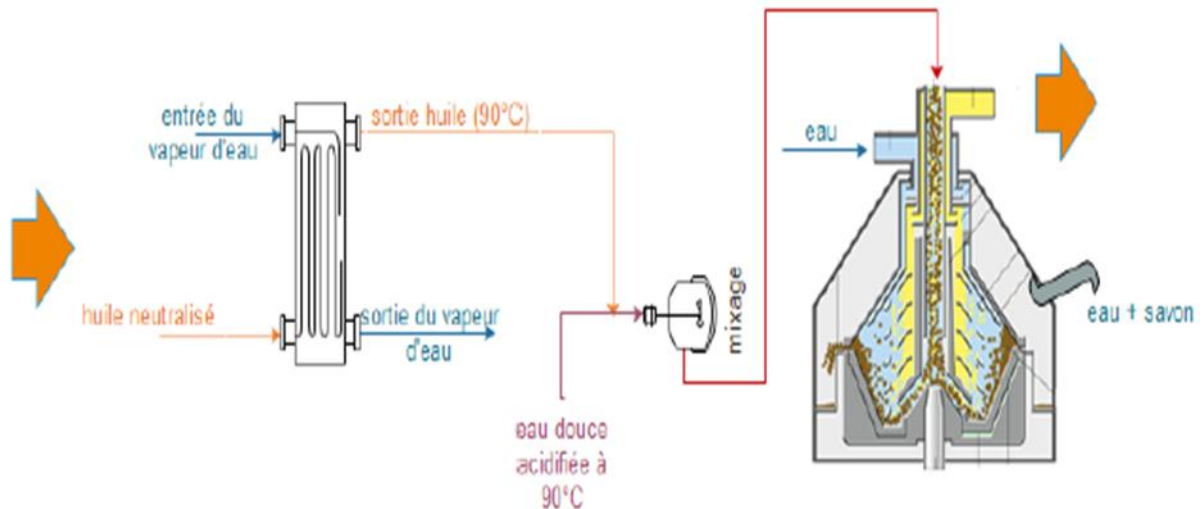 entrée du
vapeur d'eau
sortie huile (90°C)
eau
huile neutralisé
sortie du vapeur
d'eau
mixage
eau + savon
eau douce
acidifiée à
90°C